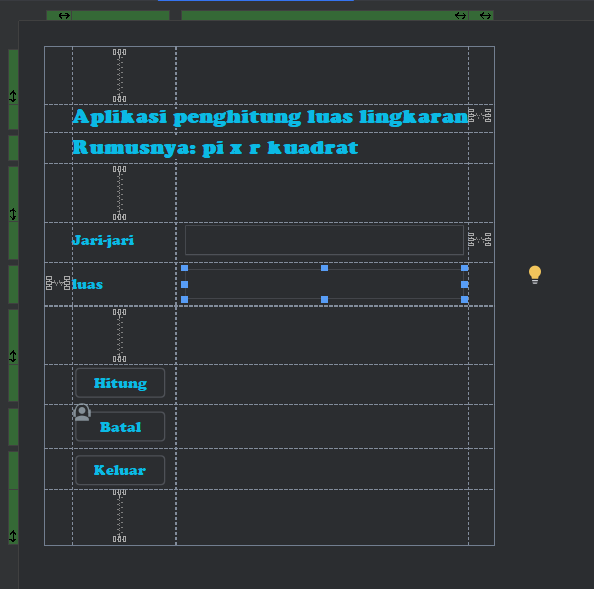 Aplikasi penghitung luas lingkaran
Rumusnya: pi x r kuadrat
Jari-jari
luas
Hitung
Batal
Keluar